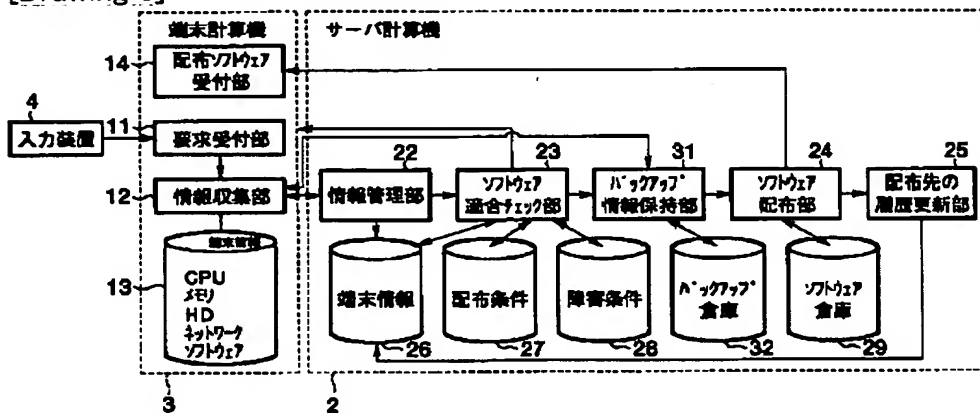 端末計算機
サーバ計算機
14
配布ソフトウェア
受付部
4
入力装置
11
要求受付部
12
情報収集部
22
情報管理部
23
ソフトウェア
適合チェック部
31
バックアップ
情報保持部
24
ソフトウェア
配布部
25
配布先の
履歴更新部
13
端末情報
CPU
メモリ
HD
ネットワーク
ソフトウェア
端末情報
26
配布条件
27
障害条件
28
バックアップ
倉庫
32
ソフトウェア
倉庫
29
3
2